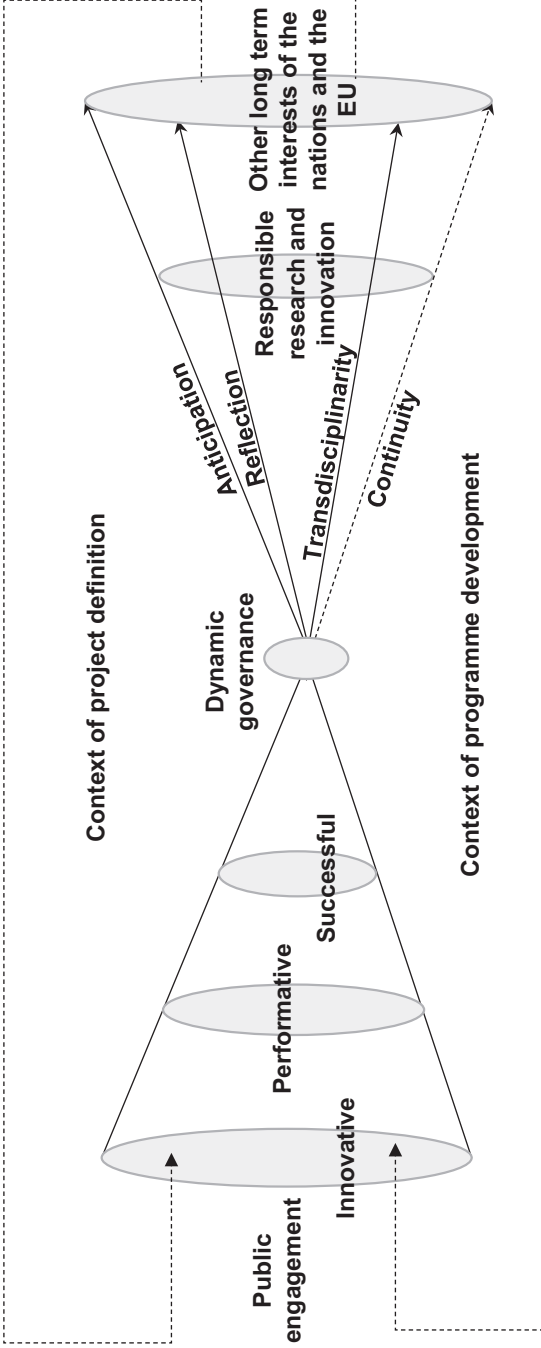 Context of project definition
Public
engagement
Innovative
Performative
Successful
Dynamic
governance
Anticipation
Reflection
Transdisciplinarity
Continuity
Responsible
research and
innovation
Other long term
interests of the
nations and the
EU
Context of programme development